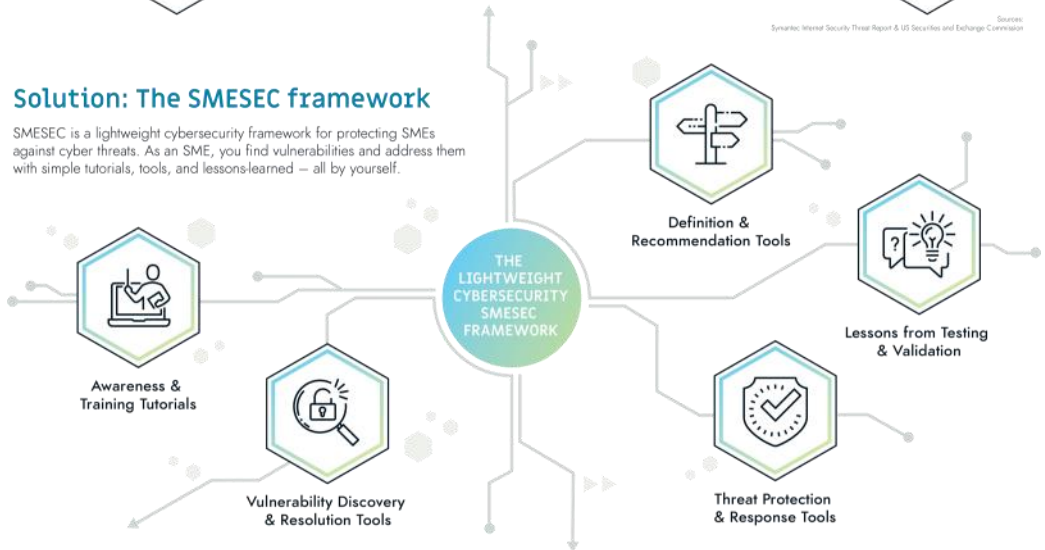 Sources:
Symantec Internet Security Threat Report & US Securities and Exchange Commission
Solution: The SMESEC framework
SMESEC is a lightweight cybersecurity framework for protecting SMEs
against cyber threats. As an SME, you find vulnerabilities and address them
with simple tutorials, tools, and lessons-learned – all by yourself.
Definition &
Recommendation Tools
THE
LIGHTWEIGHT
CYBERSECURITY
SMESEC
FRAMEWORK
?
Lessons from Testing
& Validation
Awareness &
Training Tutorials
Vulnerability Discovery
& Resolution Tools
Threat Protection
& Response Tools